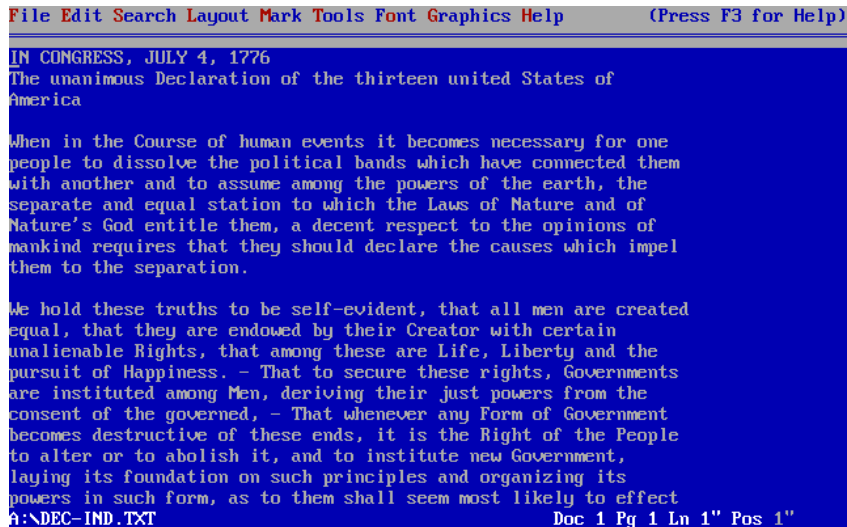 File Edit Search Layout Mark Tools Font Graphics Help (Press F3 for Help)
IN CONGRESS, JULY 4, 1776
The unanimous Declaration of the thirteen united States of
America
When in the Course of human events it becomes necessary for one
people to dissolve the political bands which have connected them
with another and to assume among the powers of the earth, the
separate and equal station to which the Laws of Nature and of
Nature's God entitle them, a decent respect to the opinions of
mankind requires that they should declare the causes which impel
them to the separation.
We hold these truths to be self-evident, that all men are created
equal, that they are endowed by their Creator with certain
unalienable Rights, that among these are Life, Liberty and the
pursuit of Happiness. – That to secure these rights, Governments
are instituted among Men, deriving their just powers from the
consent of the governed, – That whenever any Form of Government
becomes destructive of these ends, it is the Right of the People
to alter or to abolish it, and to institute new Government,
laying its foundation on such principles and organizing its
powers in such form, as to them shall seem most likely to effect
A:\DEC-IND.TXT Doc 1 Pg 1 Ln 1" Pos 1"